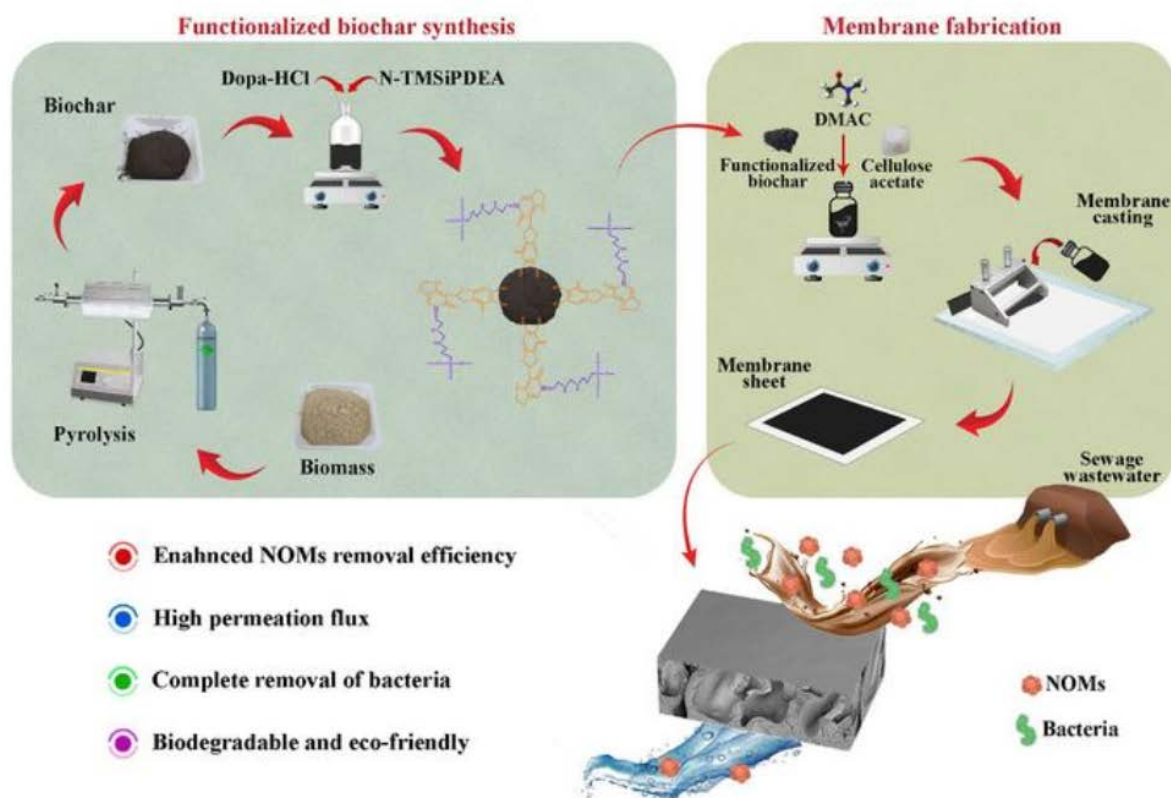 Functionalized biochar synthesis
Dopa-HCl
N-TMSiPDEA
Biochar
Pyrolysis
Biomass
Membrane fabrication
DMAC
Functionalized
biochar
Cellulose
acetate
Membrane
casting
Membrane
sheet
Sewage
wastewater
Enahnced NOMs removal efficiency
High permeation flux
Complete removal of bacteria
Biodegradable and eco-friendly
NOMs
Bacteria